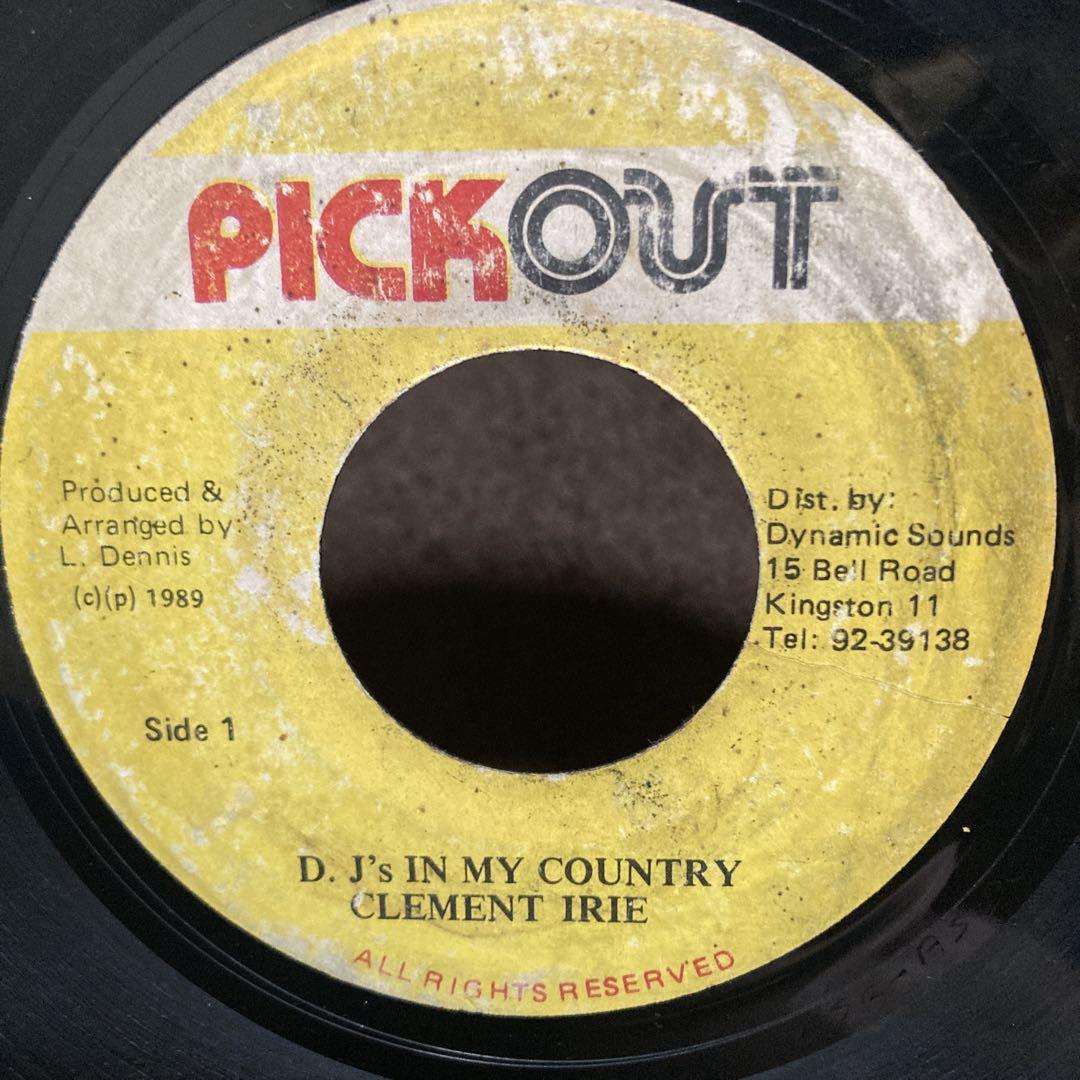 PICKOUT
Produced &
Arranged by:
L. Dennis
(c)(p) 1989
Dist. by:
Dynamic Sounds
15 Bell Road
Kingston 11
Tel: 92-39138
Side 1
D. J's IN MY COUNTRY
CLEMENT IRIE
ALL RIGHTS RESERVED